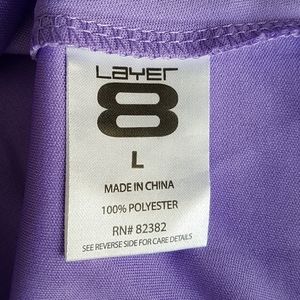 Layer
8
L
MADE IN CHINA
100% POLYESTER
RN# 82382
SEE REVERSE SIDE FOR CARE DETAILS